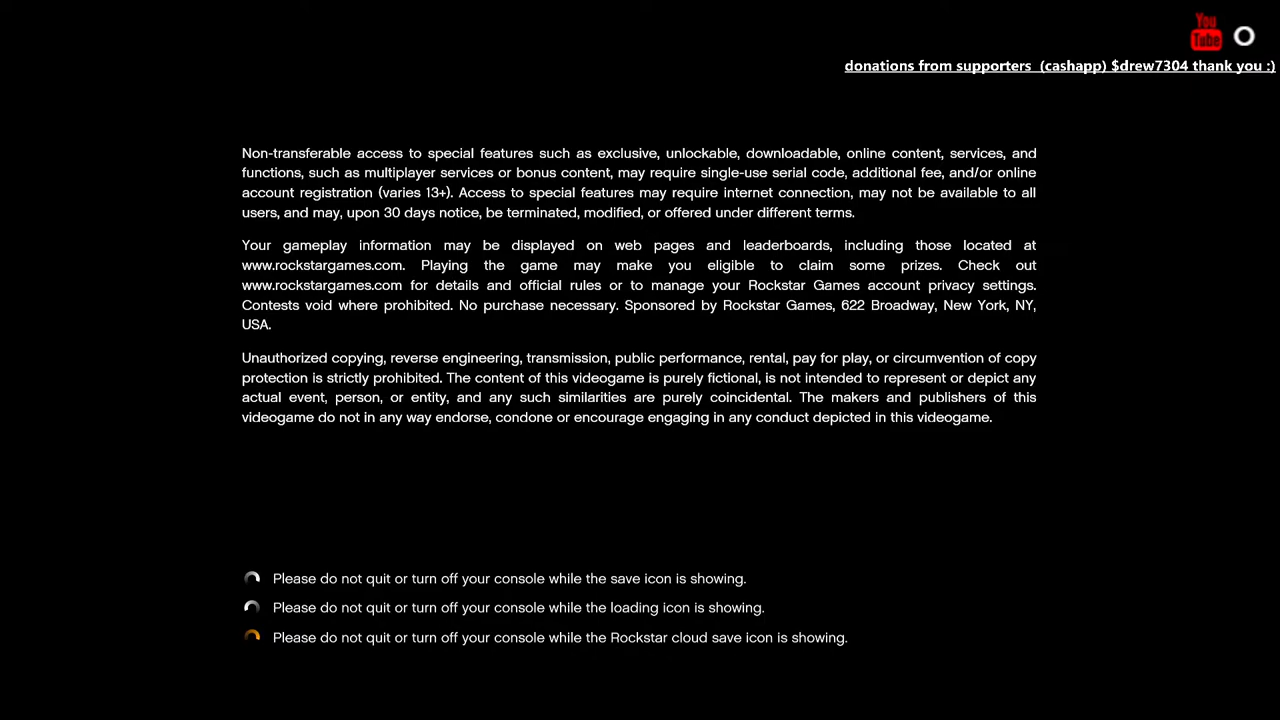 You
Tube
donations from supporters (cashapp) $drew7304 thank you :)
Non-transferable access to special features such as exclusive, unlockable, downloadable, online content, services, and
functions, such as multiplayer services or bonus content, may require single-use serial code, additional fee, and/or online
account registration (varies 13+). Access to special features may require internet connection, may not be available to all
users, and may, upon 30 days notice, be terminated, modified, or offered under different terms.
Your gameplay information may be displayed on web pages and leaderboards, including those located at
www.rockstargames.com. Playing the game may make you eligible to claim some prizes. Check out
www.rockstargames.com for details and official rules or to manage your Rockstar Games account privacy settings.
Contests void where prohibited. No purchase necessary. Sponsored by Rockstar Games, 622 Broadway, New York, NY,
USA.
Unauthorized copying, reverse engineering, transmission, public performance, rental, pay for play, or circumvention of copy
protection is strictly prohibited. The content of this videogame is purely fictional, is not intended to represent or depict any
actual event, person, or entity, and any such similarities are purely coincidental. The makers and publishers of this
videogame do not in any way endorse, condone or encourage engaging in any conduct depicted in this videogame.
Please do not quit or turn off your console while the save icon is showing.
Please do not quit or turn off your console while the loading icon is showing.
Please do not quit or turn off your console while the Rockstar cloud save icon is showing.